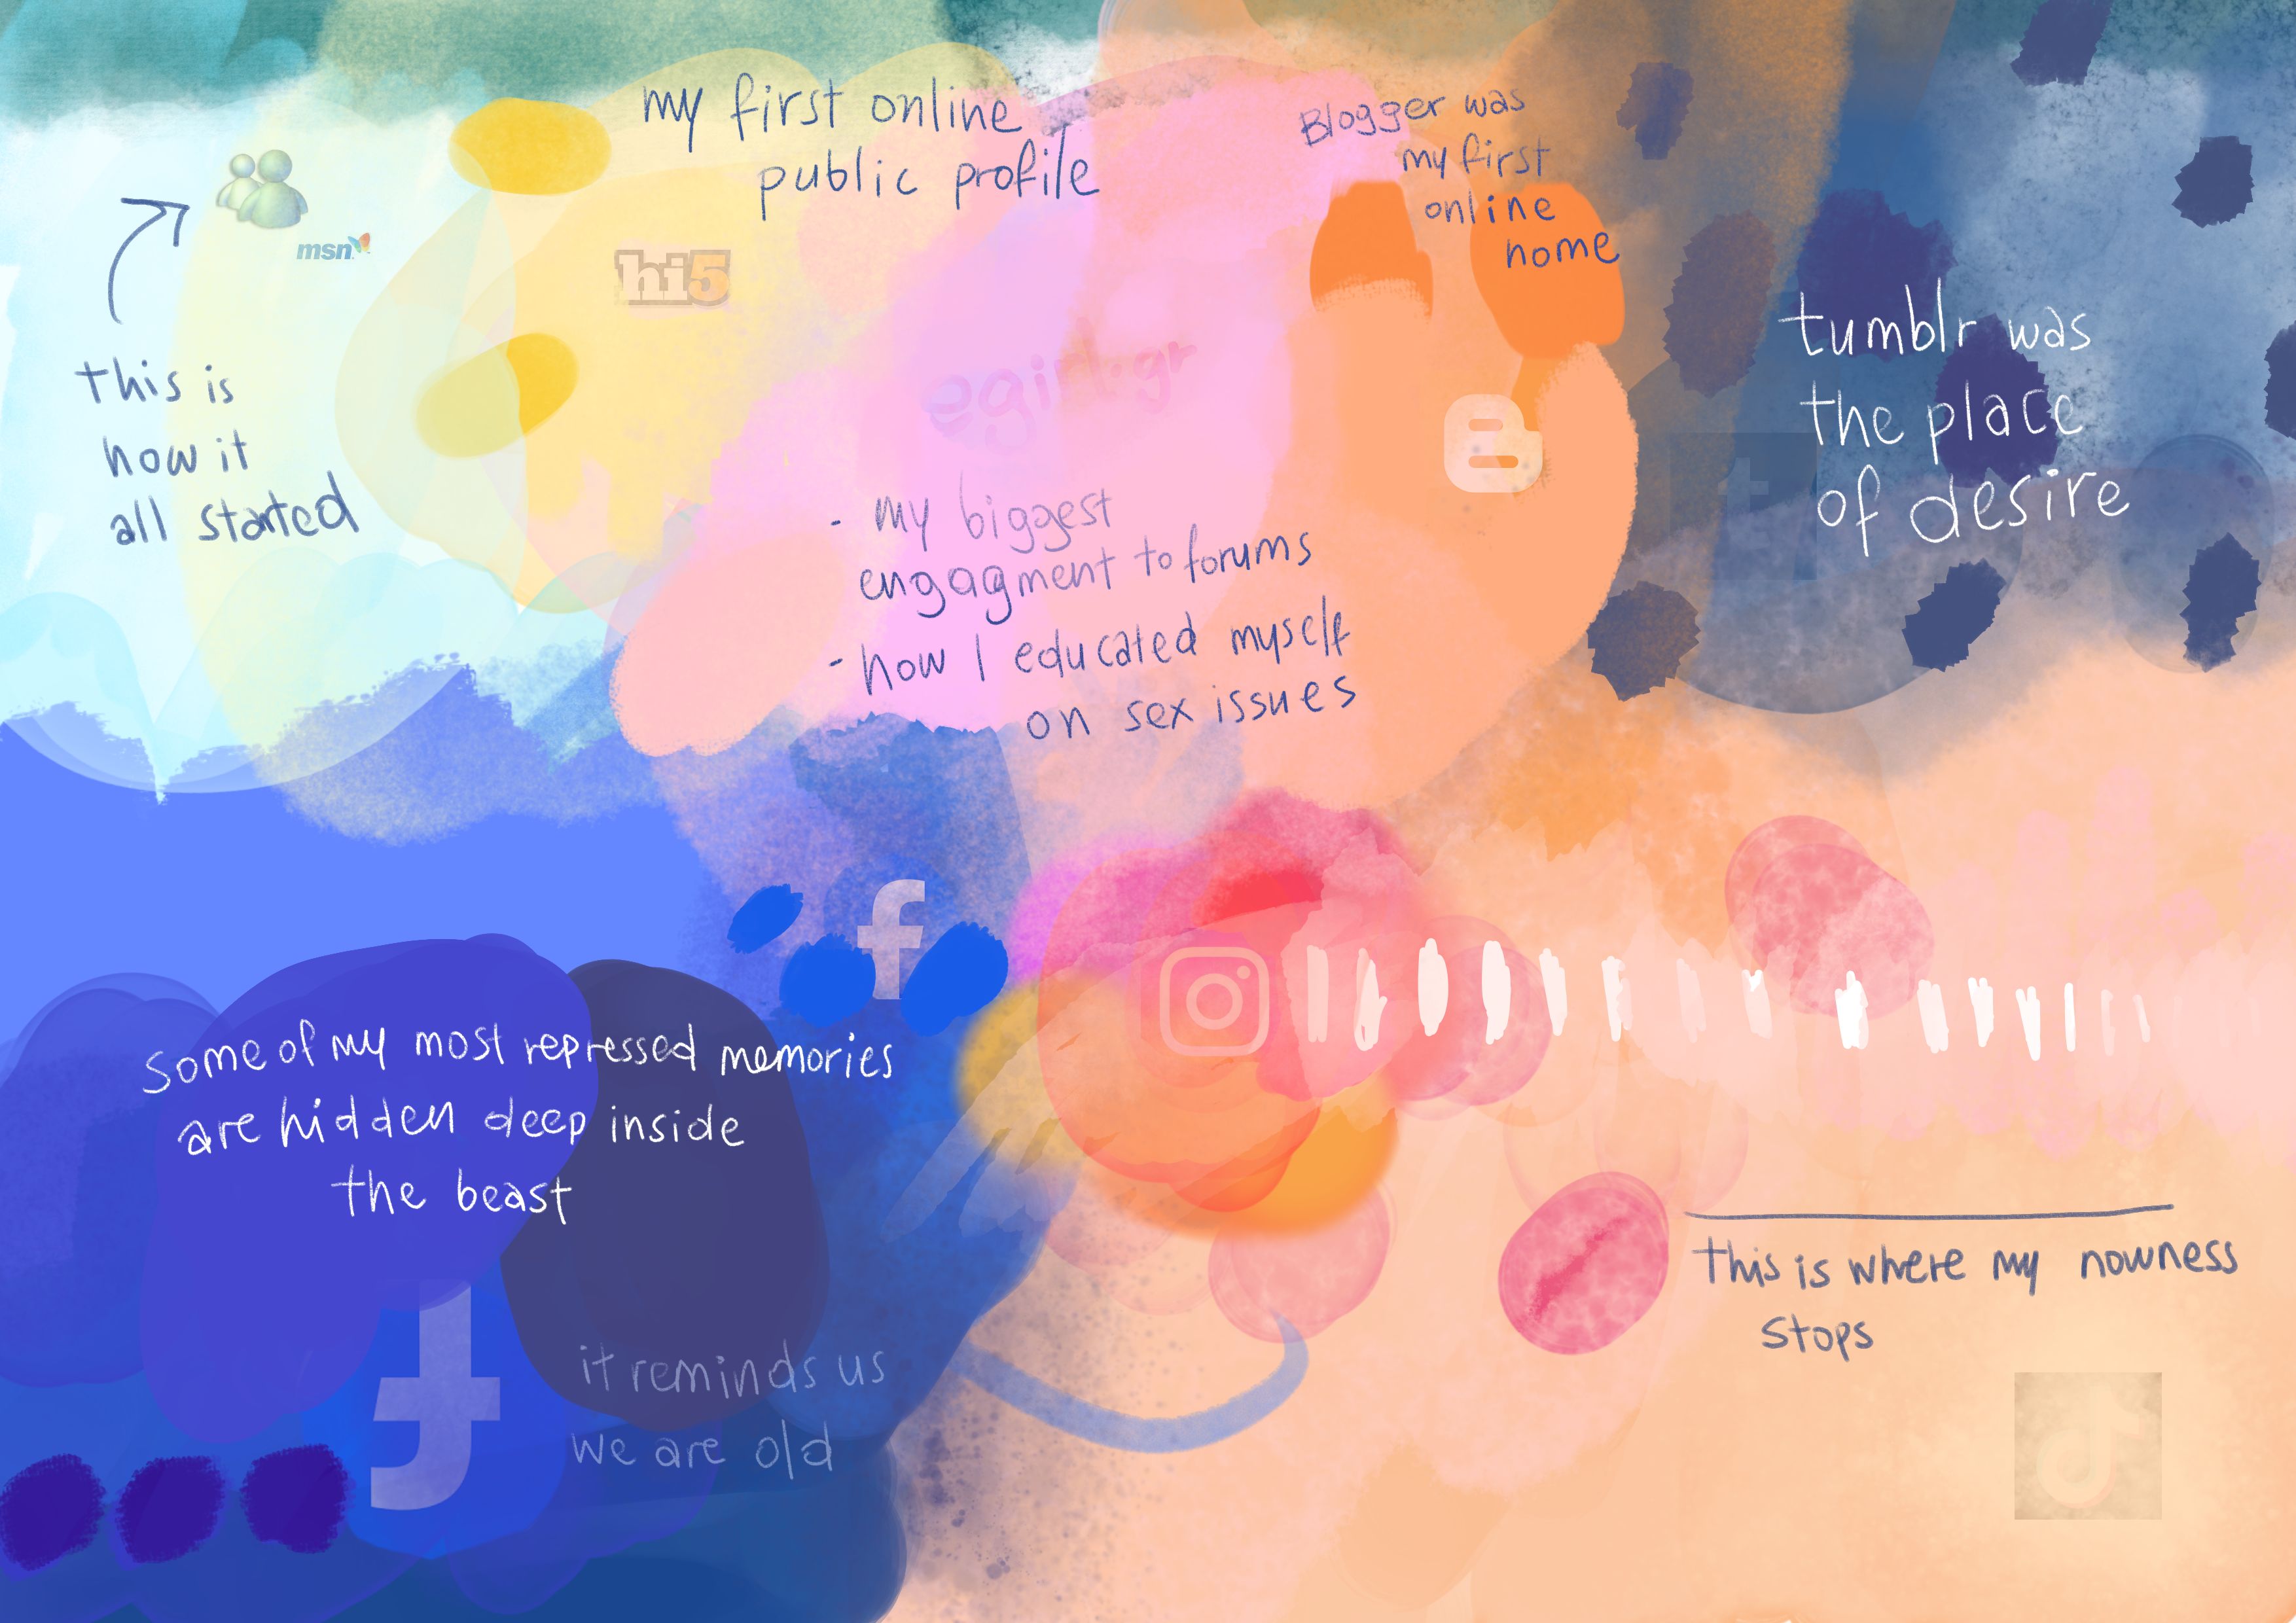 my first online
public profile
Blogger was
my first
online
home
msn
hi5
this is
how it
all started
egirl.gr
tumblr was
the place
of desire
- my biggest
engagment to forums
- how I educated myself
on sex issues
Some of my most repressed memories
are hidden deep inside
the beast
it reminds us
we are old
this is where my nowness
stops